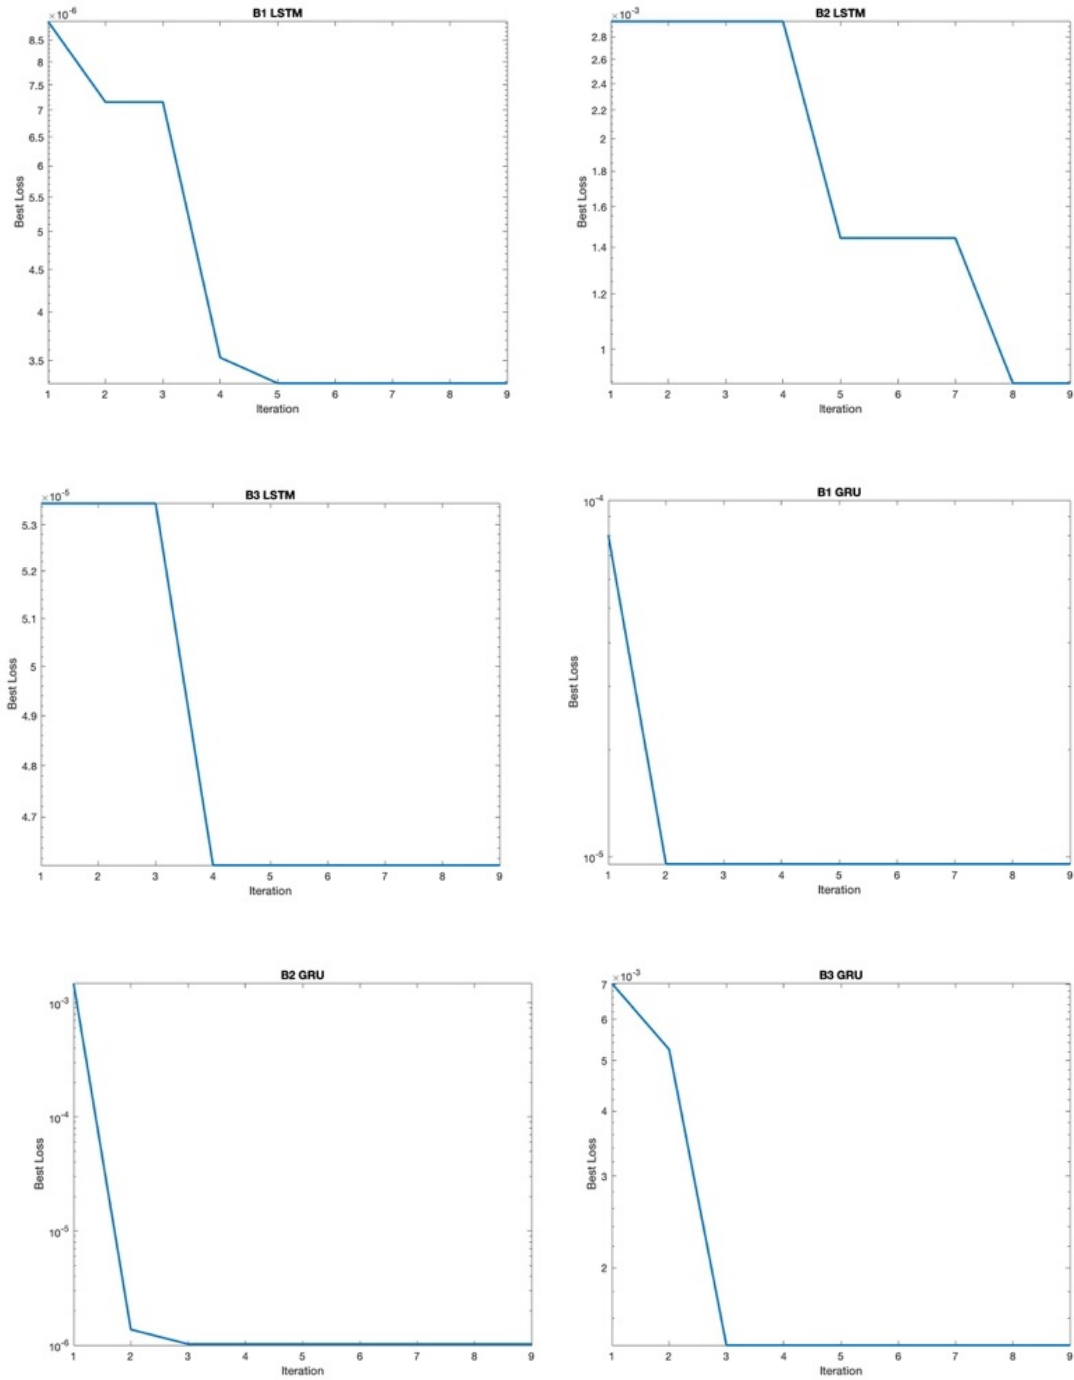 B1 LSTM
×10⁻⁶
8.5
8
7.5
7
6.5
6
5.5
5
4.5
4
3.5
Best Loss
1 2 3 4 5 6 7 8 9
Iteration
B2 LSTM
×10⁻³
2.8
2.6
2.4
2.2
2
1.8
1.6
1.4
1.2
1
Best Loss
1 2 3 4 5 6 7 8 9
Iteration
B3 LSTM
×10⁻⁵
5.3
5.2
5.1
5
4.9
4.8
4.7
Best Loss
1 2 3 4 5 6 7 8 9
Iteration
B1 GRU
10⁻⁴
10⁻⁵
Best Loss
1 2 3 4 5 6 7 8 9
Iteration
B2 GRU
10⁻³
10⁻⁴
10⁻⁵
10⁻⁶
Best Loss
1 2 3 4 5 6 7 8 9
Iteration
B3 GRU
×10⁻³
7
6
5
4
3
2
Best Loss
1 2 3 4 5 6 7 8 9
Iteration